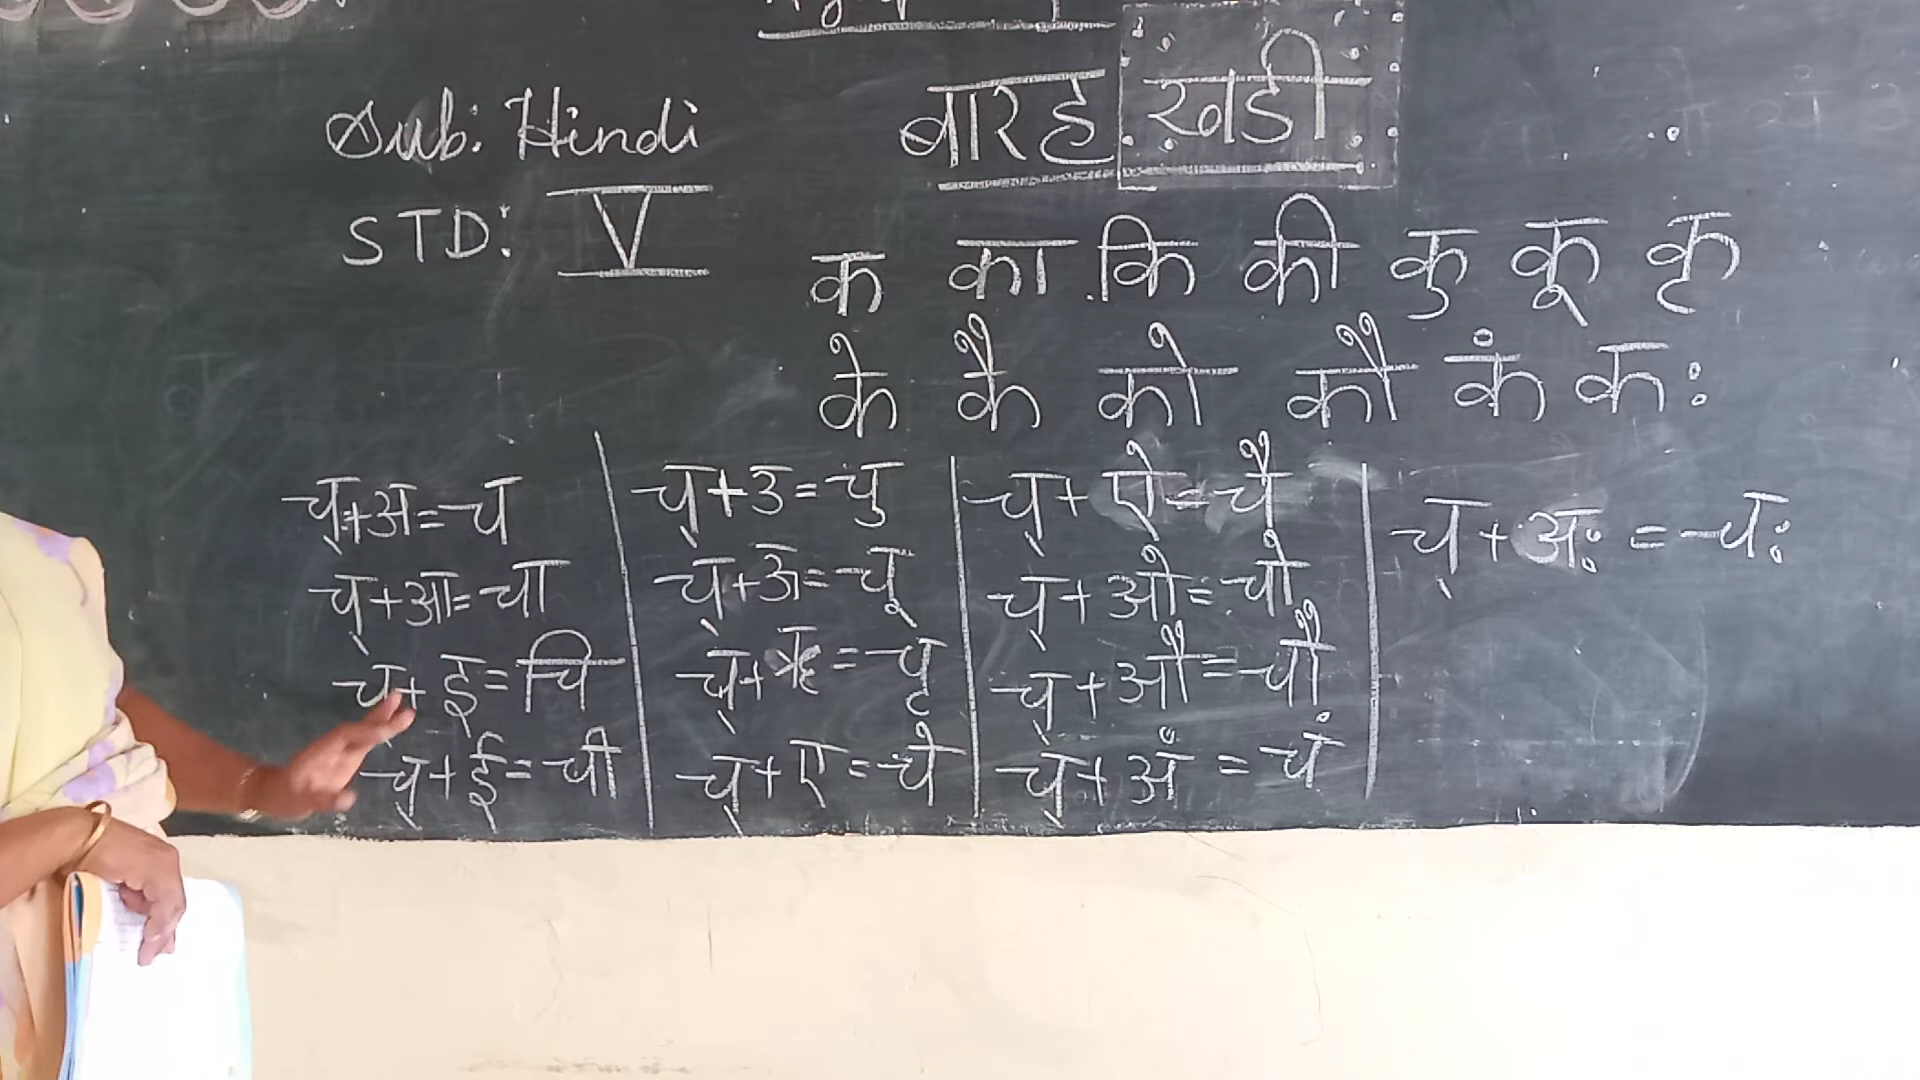 Sub: Hindi
STD: V
बारह खडी
क का कि की कु कू कृ
के कै को कौ कं कः
च्+अ=च
च्+आ=चा
च्+इ=चि
च्+ई=ची
च्+उ=चु
च्+ऊ=चू
च्+ऋ=चृ
च्+ए=चे
च्+ऐ=चै
च्+ओ=चो
च्+औ=चौ
च्+अं=चं
च्+अः=चः